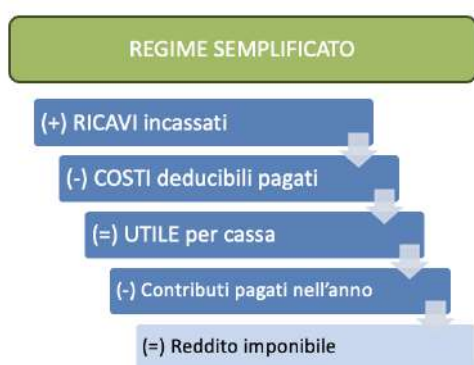 REGIME SEMPLIFICATO
(+) RICAVI incassati
(-) COSTI deducibili pagati
(=) UTILE per cassa
(-) Contributi pagati nell'anno
(=) Reddito imponibile